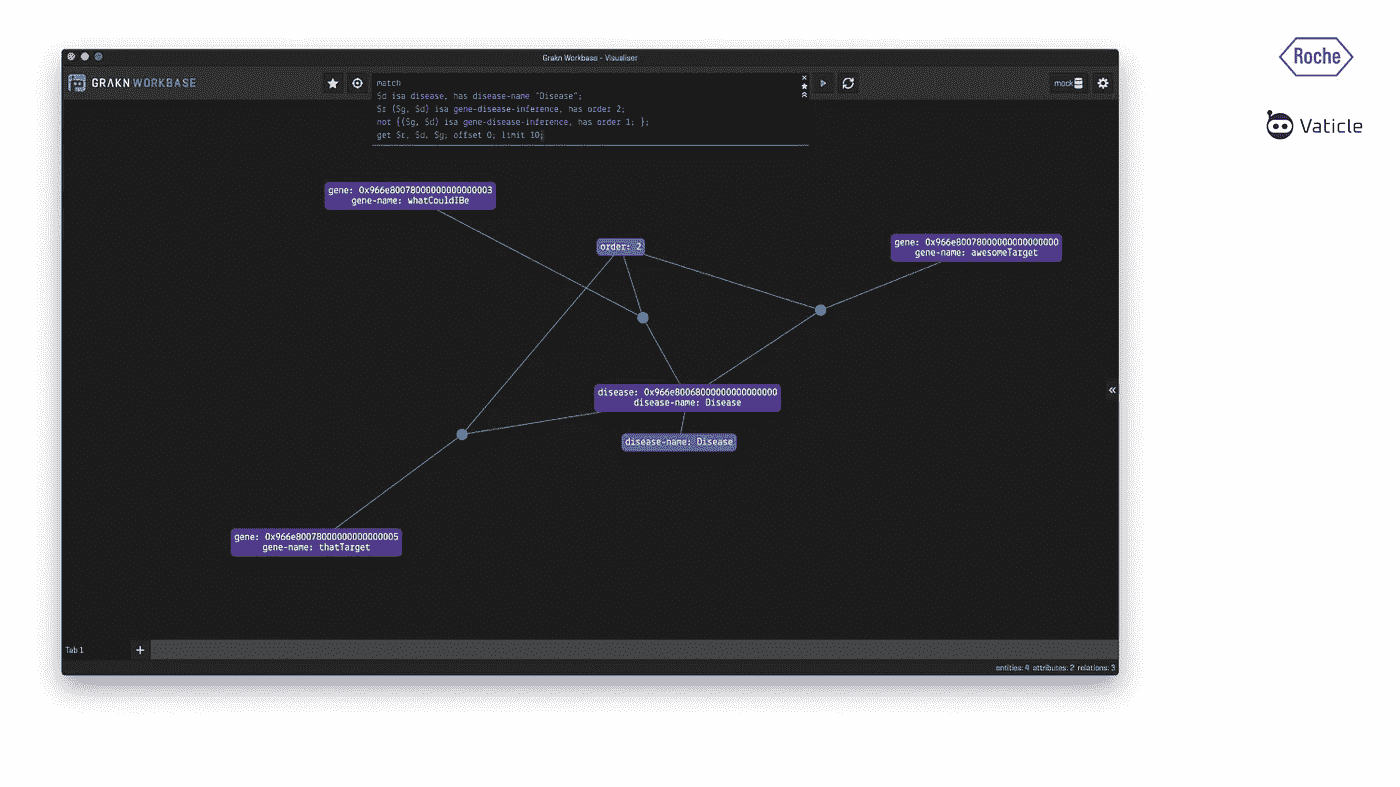 Grakn Workbase - Visualiser
GRAKN WORKBASE
match
$d isa disease, has disease-name "Disease";
$r ($g, $d) isa gene-disease-inference, has order 2;
not {($g, $d) isa gene-disease-inference, has order 1; };
get $r, $d, $g; offset 0; limit 10;
mock
Roche
Vaticle
gene: 0x966e80078000000000000003
gene-name: whatCouldIBe
order: 2
gene: 0x966e80078000000000000000
gene-name: awesomeTarget
disease: 0x966e80068000000000000000
disease-name: Disease
disease-name: Disease
gene: 0x966e80078000000000000005
gene-name: thatTarget
Tab 1
entities: 4 attributes: 2 relations: 3